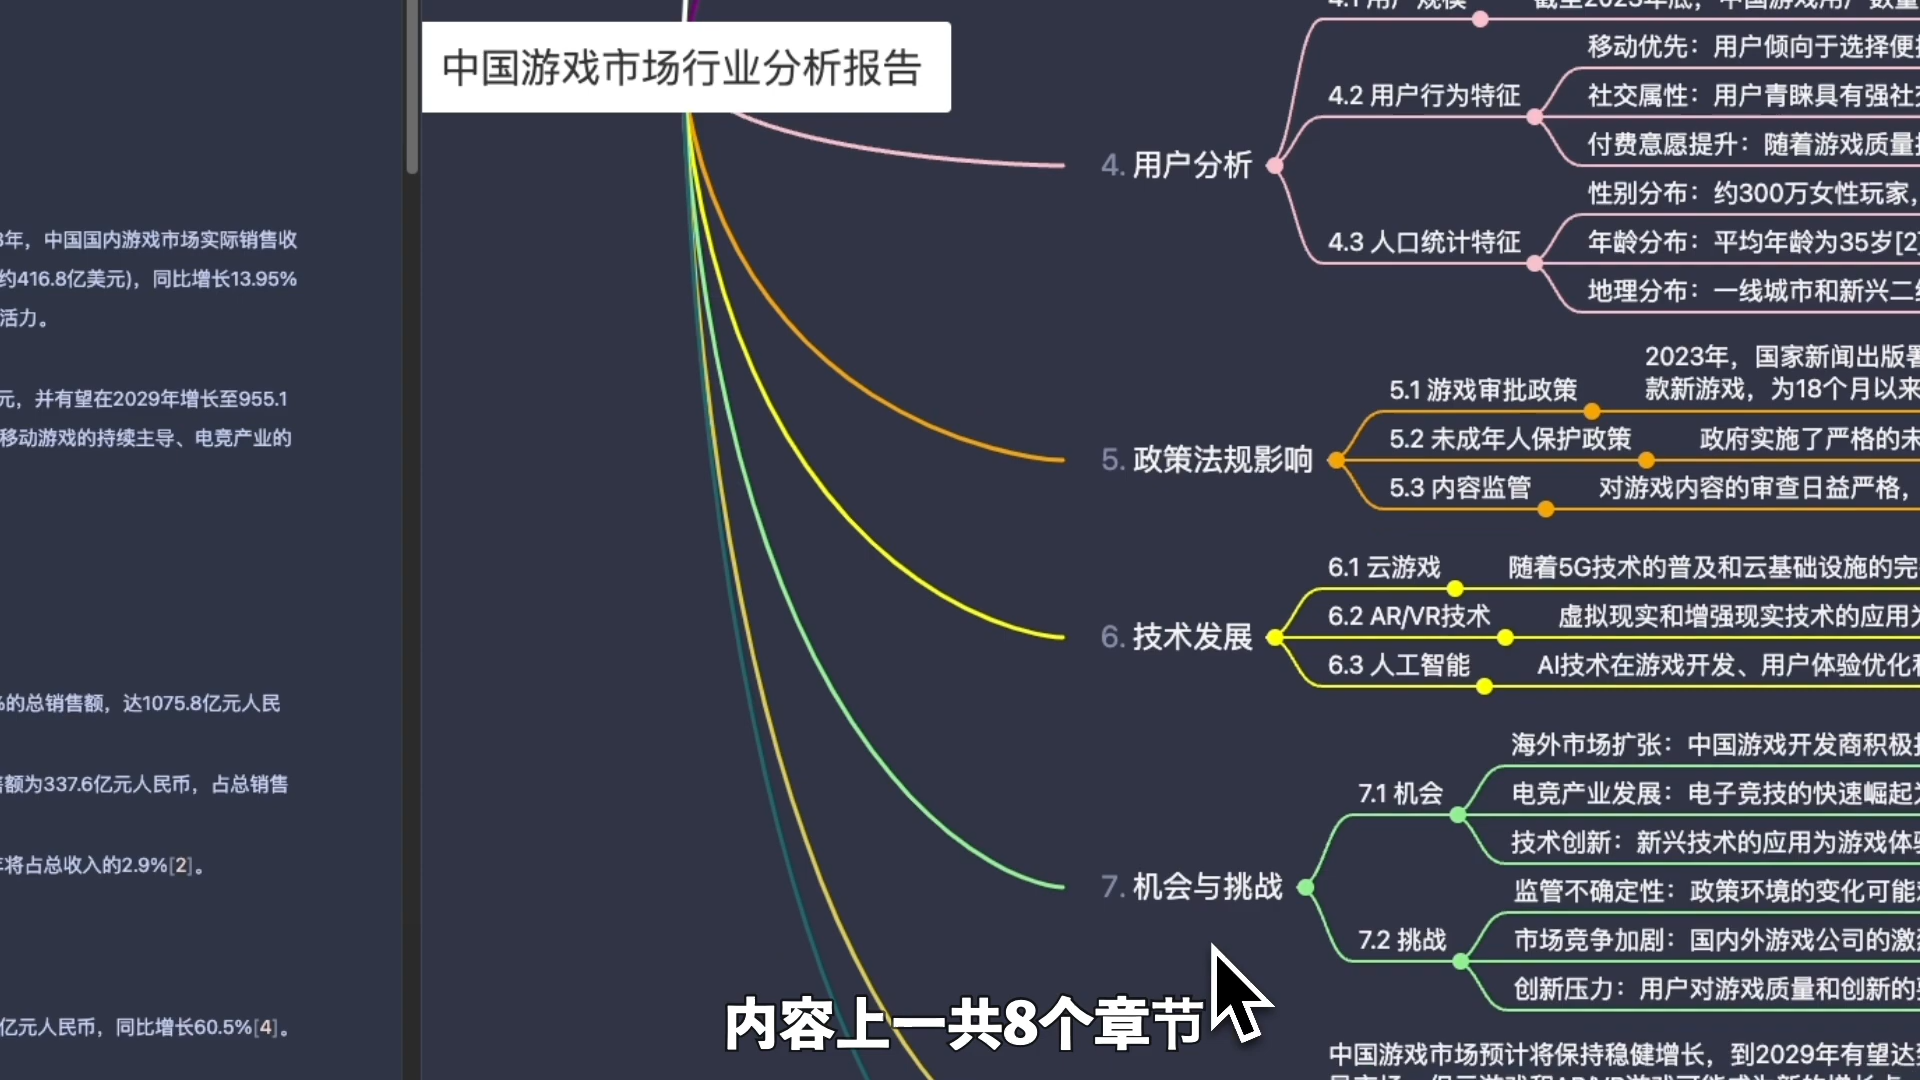 中国游戏市场行业分析报告
3年，中国国内游戏市场实际销售收
约416.8亿美元)，同比增长13.95%
活力。
元，并有望在2029年增长至955.1
移动游戏的持续主导、电竞产业的
%的总销售额，达1075.8亿元人民
售额为337.6亿元人民币，占总销售
年将占总收入的2.9%[2]。
亿元人民币，同比增长60.5%[4]。
4. 用户分析
4.1 用户规模
截至2023年底，中国游戏用户数量
4.2 用户行为特征
移动优先：用户倾向于选择便
社交属性：用户青睐具有强社
付费意愿提升：随着游戏质量
4.3 人口统计特征
性别分布：约300万女性玩家，
年龄分布：平均年龄为35岁[2]
地理分布：一线城市和新兴二
5. 政策法规影响
5.1 游戏审批政策
2023年，国家新闻出版署
款新游戏，为18个月以来
5.2 未成年人保护政策
政府实施了严格的未
5.3 内容监管
对游戏内容的审查日益严格，
6. 技术发展
6.1 云游戏
随着5G技术的普及和云基础设施的完
6.2 AR/VR技术
虚拟现实和增强现实技术的应用
6.3 人工智能
AI技术在游戏开发、用户体验优化和
7. 机会与挑战
7.1 机会
海外市场扩张：中国游戏开发商积极
电竞产业发展：电子竞技的快速崛起
技术创新：新兴技术的应用为游戏体
7.2 挑战
监管不确定性：政策环境的变化可能
市场竞争加剧：国内外游戏公司的激
创新压力：用户对游戏质量和创新的
中国游戏市场预计将保持稳健增长，到2029年有望达
内容上一共8个章节